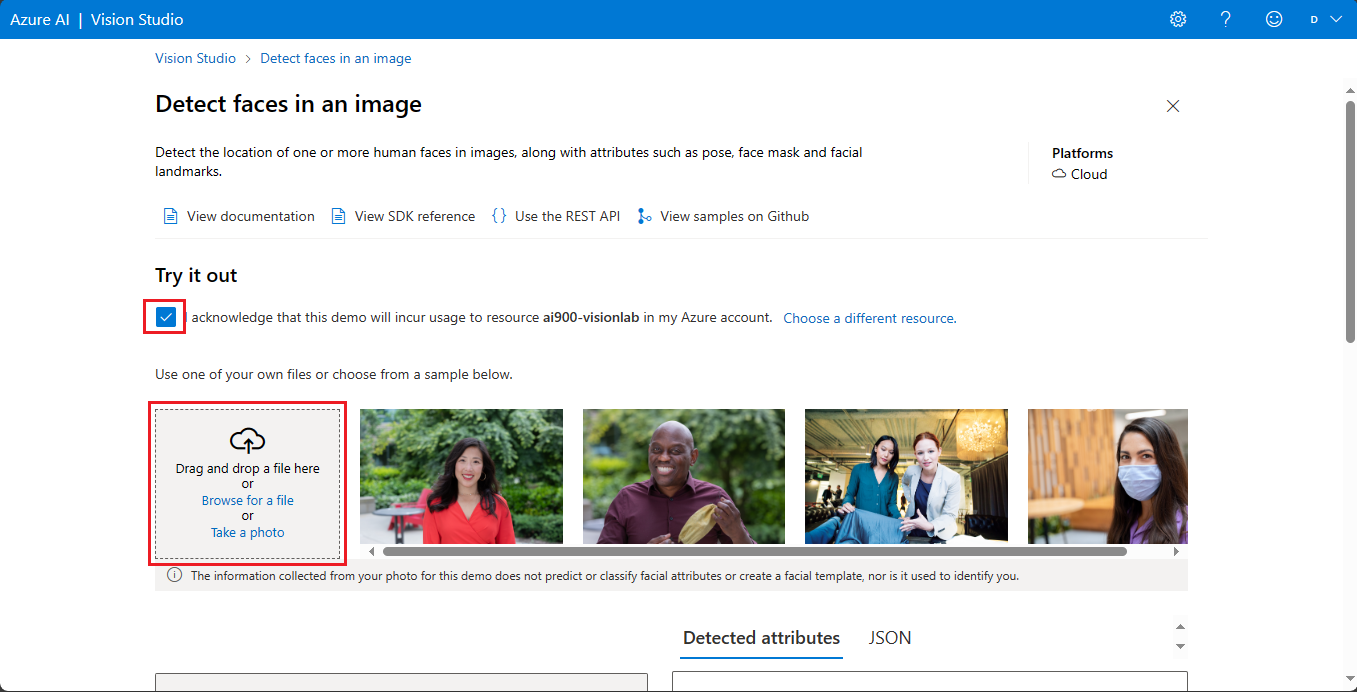 Azure AI | Vision Studio
D
Vision Studio > Detect faces in an image
Detect faces in an image
Detect the location of one or more human faces in images, along with attributes such as pose, face mask and facial
landmarks.
Platforms
Cloud
View documentation
View SDK reference
{} Use the REST API
View samples on Github
Try it out
I acknowledge that this demo will incur usage to resource ai900-visionlab in my Azure account. Choose a different resource.
Use one of your own files or choose from a sample below.
Drag and drop a file here
or
Browse for a file
or
Take a photo
The information collected from your photo for this demo does not predict or classify facial attributes or create a facial template, nor is it used to identify you.
Detected attributes
JSON